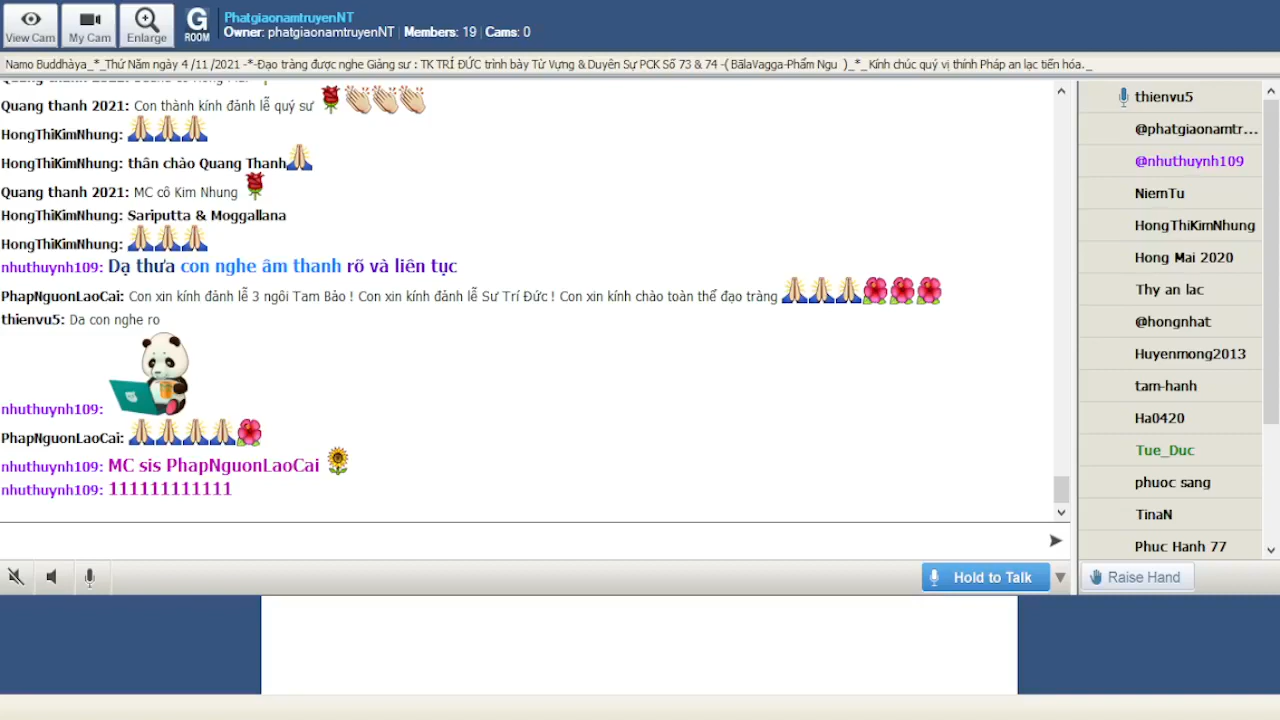 PhatgiaonamtruyenNT
Owner: phatgiaonamtruyenNT | Members: 19 | Cams: 0
View Cam
My Cam
Enlarge
G ROOM
Namo Buddhàya_*_Thứ Năm ngày 4 /11 /2021 -*-Đạo tràng được nghe Giảng sư : TK TRÍ ĐỨC trình bày Từ Vựng & Duyên Sự PCK Số 73 & 74 -( BãlaVagga-Phẩm Ngu )_*_ Kính chúc quý vị thính Pháp an lạc tiến hóa._
Quang thanh 2021: Con thành kính đảnh lễ quý sư
HongThiKimNhung:
HongThiKimNhung: thân chào Quang Thanh
Quang thanh 2021: MC cô Kim Nhung
HongThiKimNhung: Sariputta & Moggallana
HongThiKimNhung:
nhuthuynh109: Dạ thưa con nghe âm thanh rõ và liên tục
PhapNguonLaoCai: Con xin kính đảnh lễ 3 ngôi Tam Bảo ! Con xin kính đảnh lễ Sư Trí Đức ! Con xin kính chào toàn thể đạo tràng
thienvu5: Da con nghe ro
nhuthuynh109:
PhapNguonLaoCai:
nhuthuynh109: MC sis PhapNguonLaoCai
nhuthuynh109: 111111111111
thienvu5
@phatgiaonamtr...
@nhuthuynh109
NiemTu
HongThiKimNhung
Hong Mai 2020
Thy an lac
@hongnhat
Huyenmong2013
tam-hanh
Ha0420
Tue_Duc
phuoc sang
TinaN
Phuc Hanh 77
Hold to Talk
Raise Hand